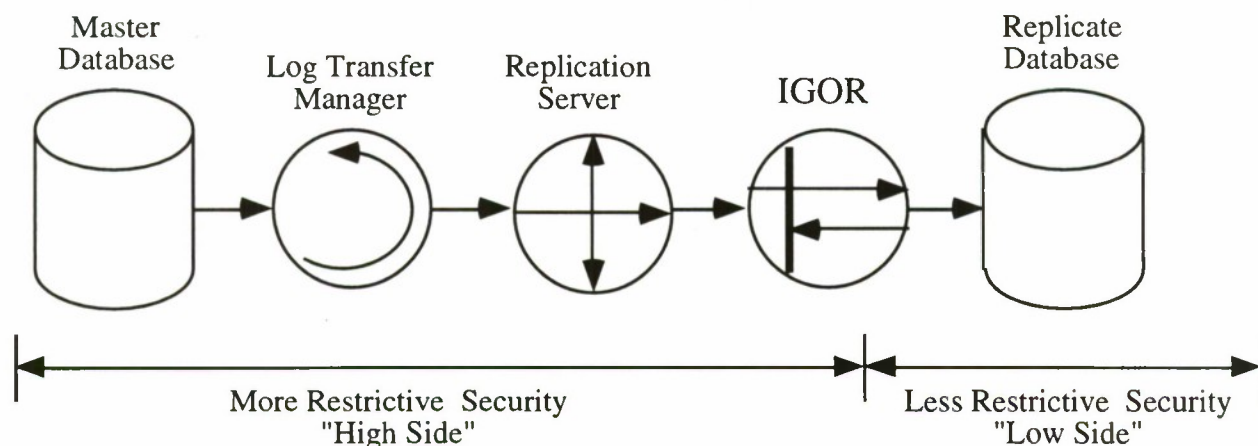 Master
Database
Log Transfer
Manager
Replication
Server
IGOR
Replicate
Database
More Restrictive Security
"High Side"
Less Restrictive Security
"Low Side"